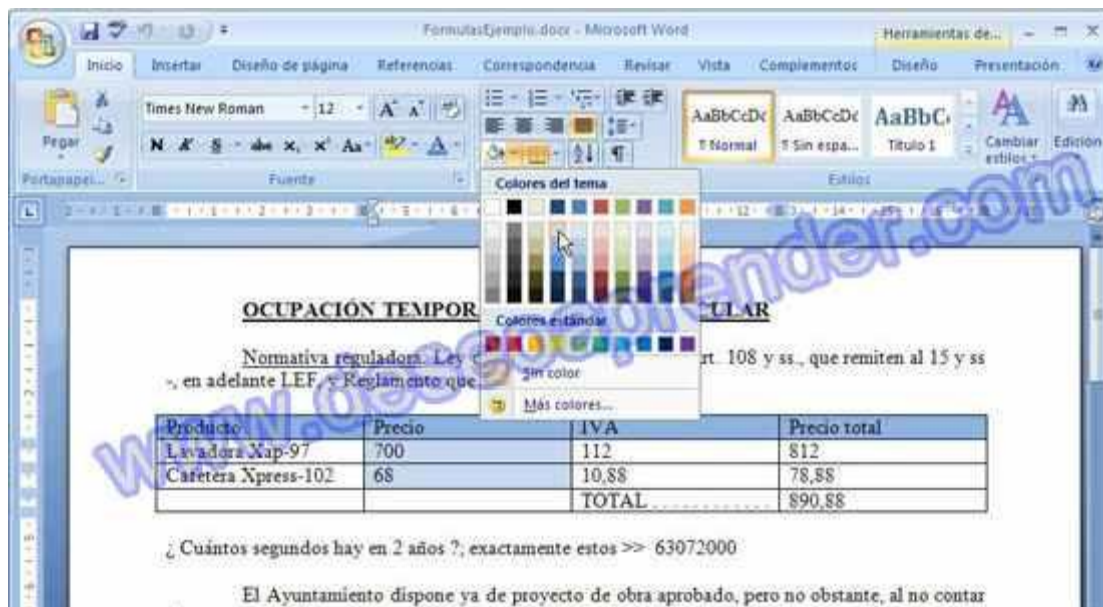 FormulasEjemplo.docx - Microsoft Word
Herramientas de...
Inicio Insertar Diseño de página Referencias Correspondencia Revisar Vista Complementos Diseño Presentación
Pegar
Times New Roman 12
N K S abe x, x' Aa
AaBbCcDc AaBbCcDc AaBbC
¶ Normal ¶ Sin espa... Título 1
Cambiar estilos
Edición
Portapapel... Fuente Estilos
Colores del tema
Colores estándar
Sin color
Más colores...
OCUPACIÓN TEMPOR CULAR
Normativa reguladora. Ley rt. 108 y ss., que remiten al 15 y ss
-, en adelante LEF, y Reglamento que
Producto Precio IVA Precio total
Lavadora Xap-97 700 112 812
Cafetera Xpress-102 68 10,88 78,88
TOTAL 890,88
¿ Cuántos segundos hay en 2 años ?; exactamente estos >> 63072000
El Ayuntamiento dispone ya de proyecto de obra aprobado, pero no obstante, al no contar